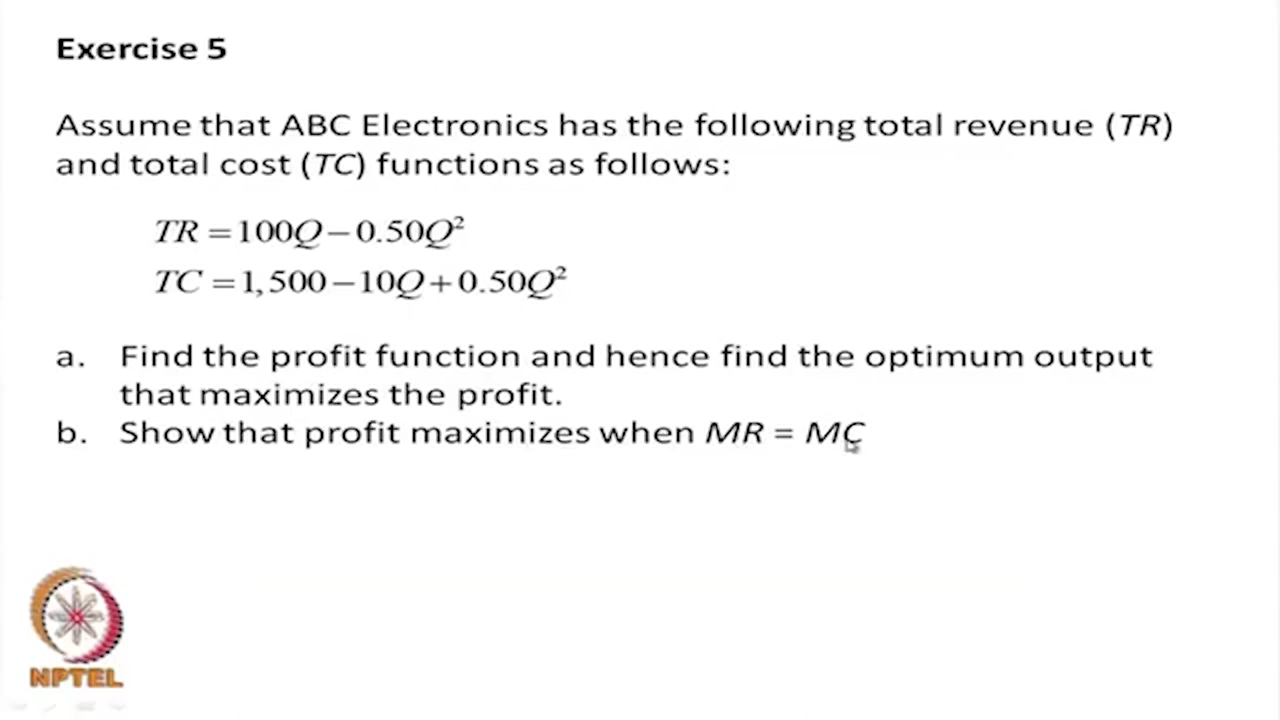 Exercise 5
Assume that ABC Electronics has the following total revenue (TR)
and total cost (TC) functions as follows:
TR = 100Q − 0.50Q²
TC = 1,500 − 10Q + 0.50Q²
a. Find the profit function and hence find the optimum output
that maximizes the profit.
b. Show that profit maximizes when MR = MC
NPTEL